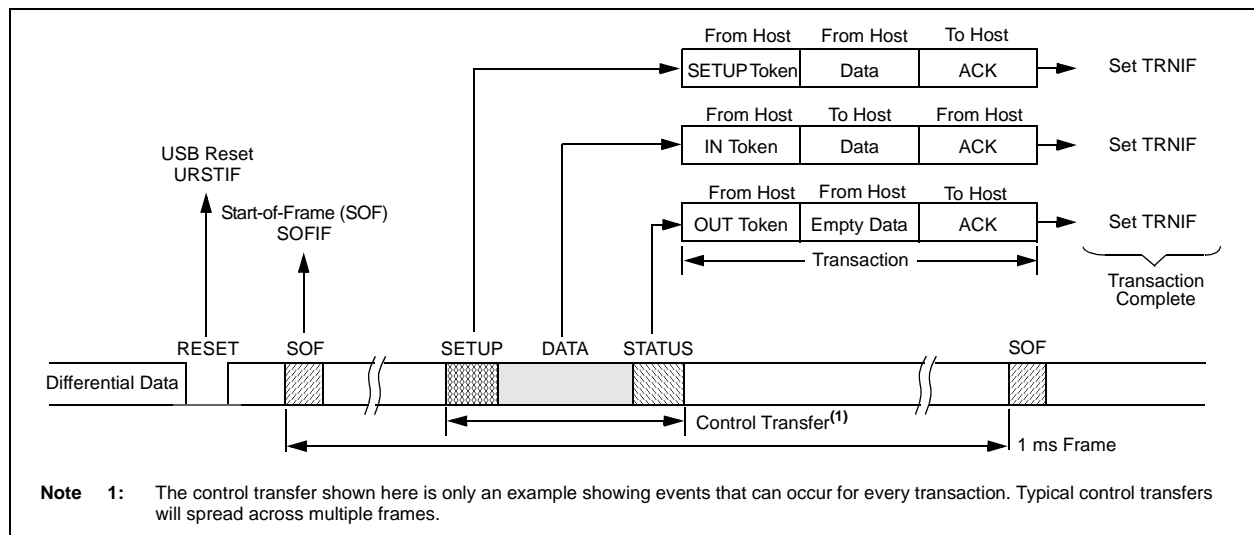 From Host From Host To Host
SETUP Token Data ACK Set TRNIF
From Host To Host From Host
IN Token Data ACK Set TRNIF
USB Reset
URSTIF
From Host From Host To Host
Start-of-Frame (SOF)
SOFIF
OUT Token Empty Data ACK Set TRNIF
Transaction
Transaction
Complete
RESET SOF SETUP DATA STATUS SOF
Differential Data
Control Transfer(1)
1 ms Frame
Note 1: The control transfer shown here is only an example showing events that can occur for every transaction. Typical control transfers
will spread across multiple frames.